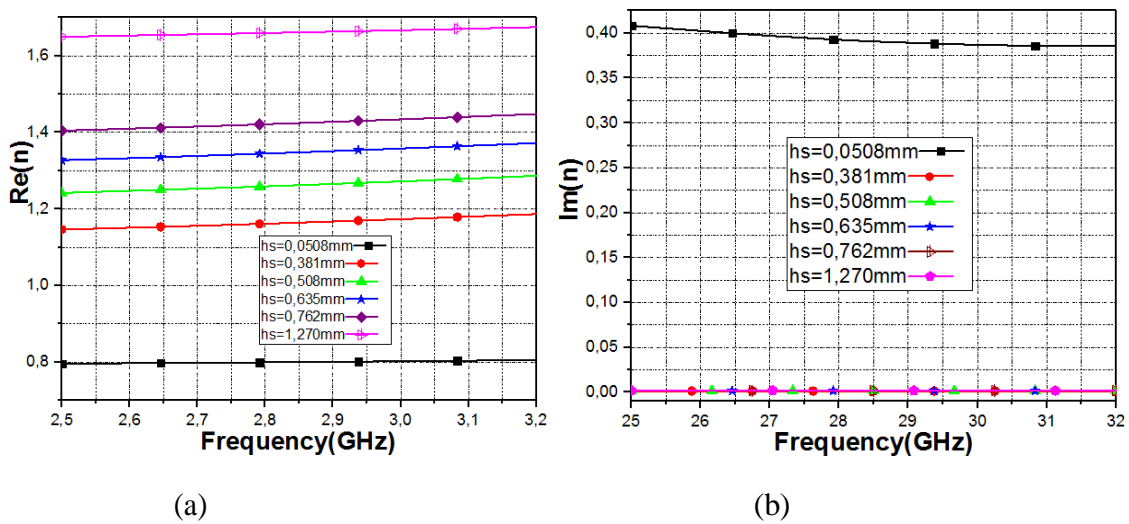 Re(n)
1,6
1,4
1,2
1,0
0,8
hs=0,0508mm
hs=0,381mm
hs=0,508mm
hs=0,635mm
hs=0,762mm
hs=1,270mm
2,5 2,6 2,7 2,8 2,9 3,0 3,1 3,2
Frequency(GHz)
(a)
Im(n)
0,40
0,35
0,30
0,25
0,20
0,15
0,10
0,05
0,00
hs=0,0508mm
hs=0,381mm
hs=0,508mm
hs=0,635mm
hs=0,762mm
hs=1,270mm
25 26 27 28 29 30 31 32
Frequency(GHz)
(b)